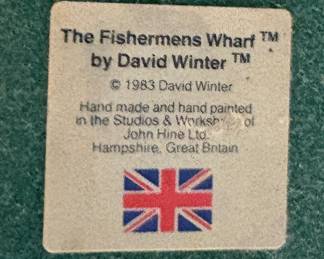 The Fishermens Wharf ™
by David Winter ™
© 1983 David Winter
Hand made and hand painted
in the Studios & of
John Hine Ltd.
Hampshire, Great Britain